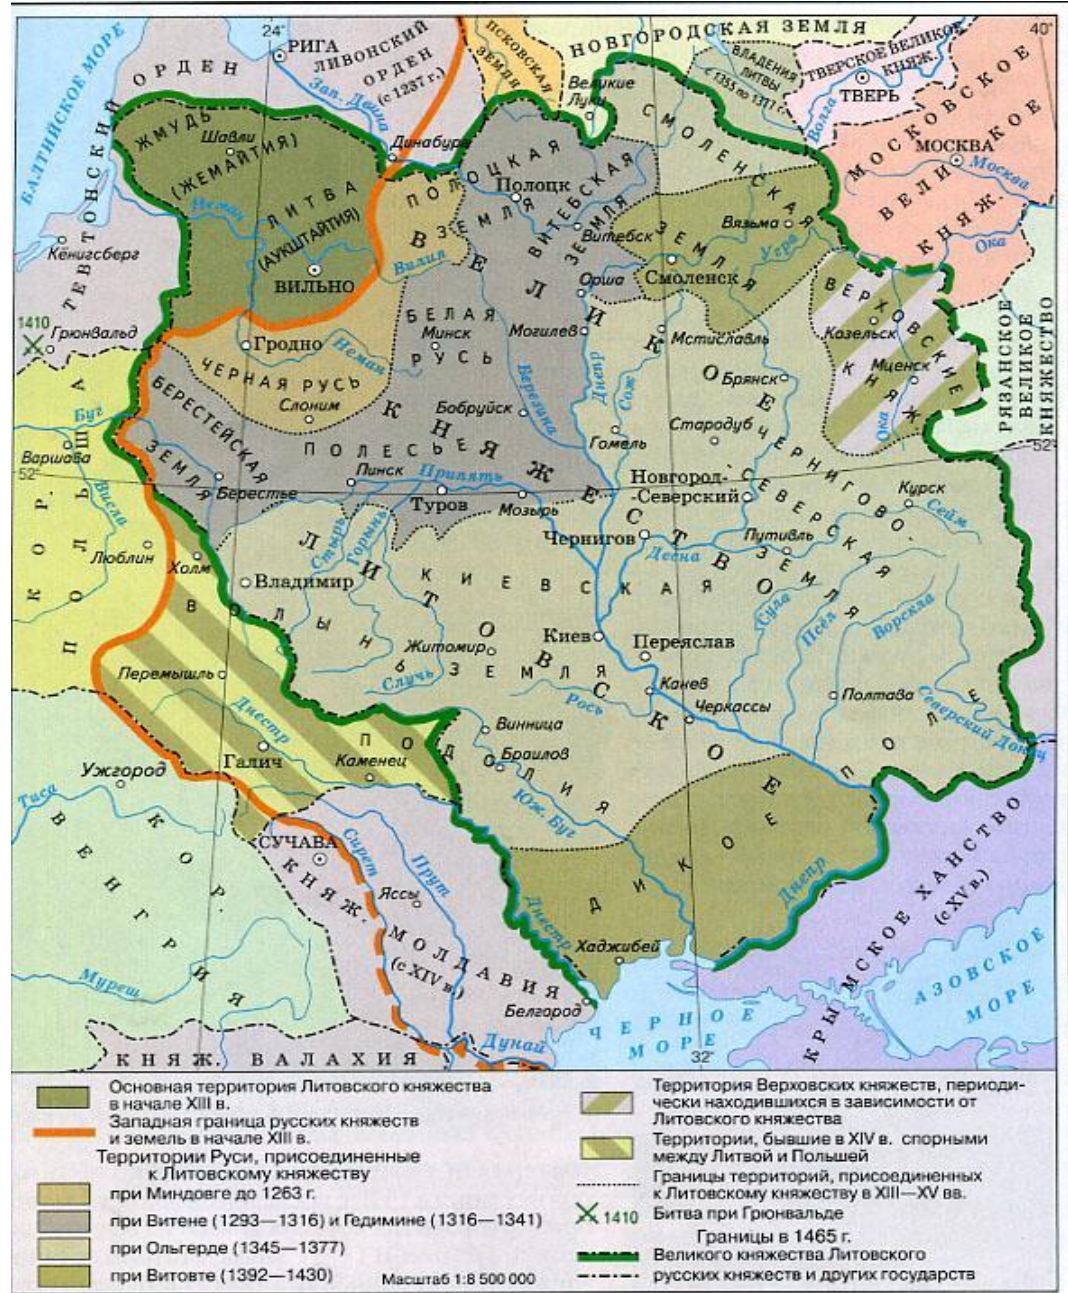 24°
40°
БАЛТИЙСКОЕ МОРЕ
ТЕВТОНСКИЙ ОРДЕН
РИГА
ЛИВОНСКИЙ
ОРДЕН
(с 1237 г.)
Зап. Двина
ПСКОВСКАЯ
ЗЕМЛЯ
НОВГОРОДСКАЯ ЗЕМЛЯ
Великие
Луки
ВЛАДЕНИЯ
ЛИТВЫ
с 1355 по 1371 г.
ТВЕРСКОЕ ВЕЛИКОЕ
КНЯЖ.
ТВЕРЬ
Волга
МОСКОВСКОЕ
ВЕЛИКОЕ
КНЯЖ.
МОСКВА
Москва
Ока
ЖМУДЬ
Шавли
(ЖЕМАЙТИЯ)
Неман
ЛИТВА
(АУКШТАЙТИЯ)
ВИЛЬНО
Динабург
ПОЛОЦКАЯ
ЗЕМЛЯ
Полоцк
ВИТЕБСКАЯ
ЗЕМЛЯ
Витебск
Вилия
Орша
СМОЛЕНСКАЯ
ЗЕМЛЯ
Вязьма
Угра
Смоленск
Кёнигсберг
1410
Грюнвальд
Гродно
Неман
ЧЕРНАЯ РУСЬ
Слоним
БЕЛАЯ
Минск
РУСЬ
Могилев
Березина
Днепр
Сож
Мстиславль
Брянск
Стародуб
ВЕРХОВСКИЕ
КНЯЖ.
Козельск
Мценск
Ока
РЯЗАНСКОЕ
ВЕЛИКОЕ
КНЯЖЕСТВО
52°
52°
КОР.
ПОЛЬША
Буг
Варшава
Висла
Люблин
Холм
БЕРЕСТЕЙСКАЯ
ЗЕМЛЯ
Берестье
Бобруйск
ПОЛЕСЬЕ
Пинск
Припять
Туров
Мозырь
Гомель
Новгород-
-Северский
ЧЕРНИГОВО-
-СЕВЕРСКАЯ
ЗЕМЛЯ
Курск
Сейм
Путивль
Чернигов
Десна
ВЕЛИКОЕ КНЯЖЕСТВО
ЛИТОВСКОЕ
Владимир
Стырь
Горынь
ВОЛЫНЬ
КИЕВСКАЯ
ЗЕМЛЯ
Киев
Переяслав
Сула
Псёл
Ворскла
Житомир
Случь
Рось
Канев
Черкассы
Полтава
Северский Донец
Перемышль
Днестр
Галич
ПОДОЛИЯ
Каменец
Винница
Браилов
Юж. Буг
Ужгород
Тиса
КОР.
ВЕНГРИЯ
Муреш
СУЧАВА
Сирет
Прут
Яссы
КНЯЖ. МОЛДАВИЯ
(с XIV в.)
ДИКОЕ ПОЛЕ
Днестр
Днепр
Хаджибей
Белгород
Дунай
КНЯЖ. ВАЛАХИЯ
ЧЕРНОЕ
МОРЕ
32°
КРЫМСКОЕ ХАНСТВО
(с XV в.)
АЗОВСКОЕ
МОРЕ
Основная территория Литовского княжества
в начале XIII в.
Западная граница русских княжеств
и земель в начале XIII в.
Территории Руси, присоединенные
к Литовскому княжеству
при Миндовге до 1263 г.
при Витене (1293—1316) и Гедимине (1316—1341)
при Ольгерде (1345—1377)
при Витовте (1392—1430)
Масштаб 1:8 500 000
Территория Верховских княжеств, периоди-
чески находившихся в зависимости от
Литовского княжества
Территории, бывшие в XIV в. спорными
между Литвой и Польшей
Границы территорий, присоединенных
к Литовскому княжеству в XIII—XV вв.
1410 Битва при Грюнвальде
Границы в 1465 г.
Великого княжества Литовского
русских княжеств и других государств